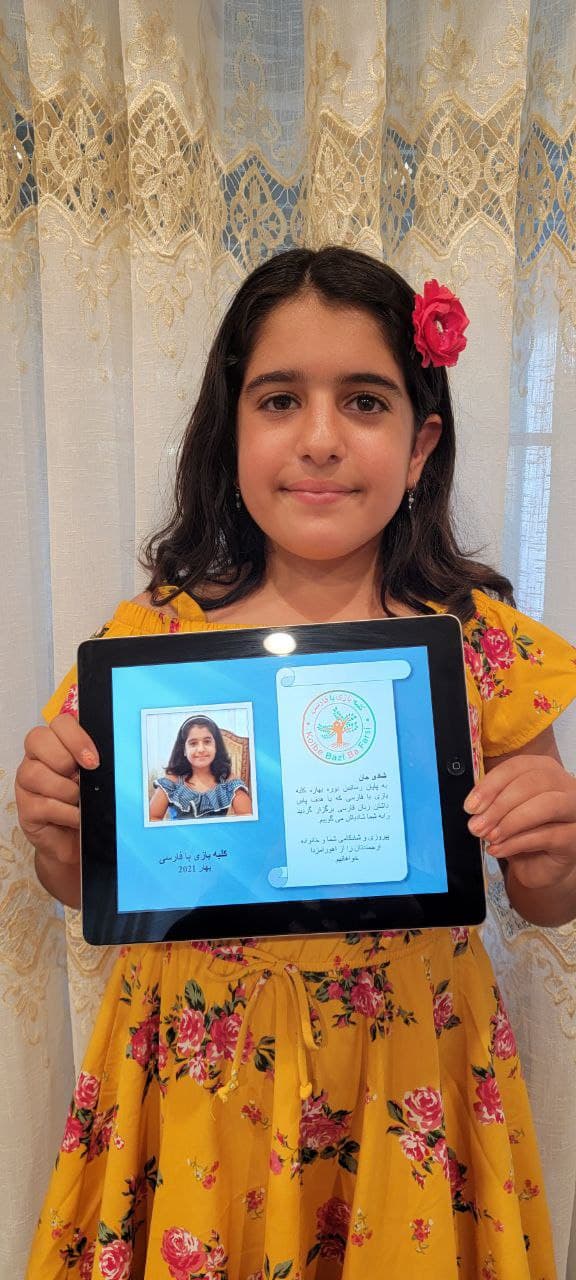 کلبه بازی با فارسی
Kolbe Bazi Ba Farsi
شادی جان
به پایان رساندن دوره بهاره کلبه
بازی با فارسی که با هدف پاس
داشتن زبان فارسی برگزار گردید
را به شما شادباش می گوییم.
پیروزی و شادکامی شما و خانواده
ارجمندتان را از اهورامزدا
خواهانیم
کلبه بازی با فارسی
بهار 2021